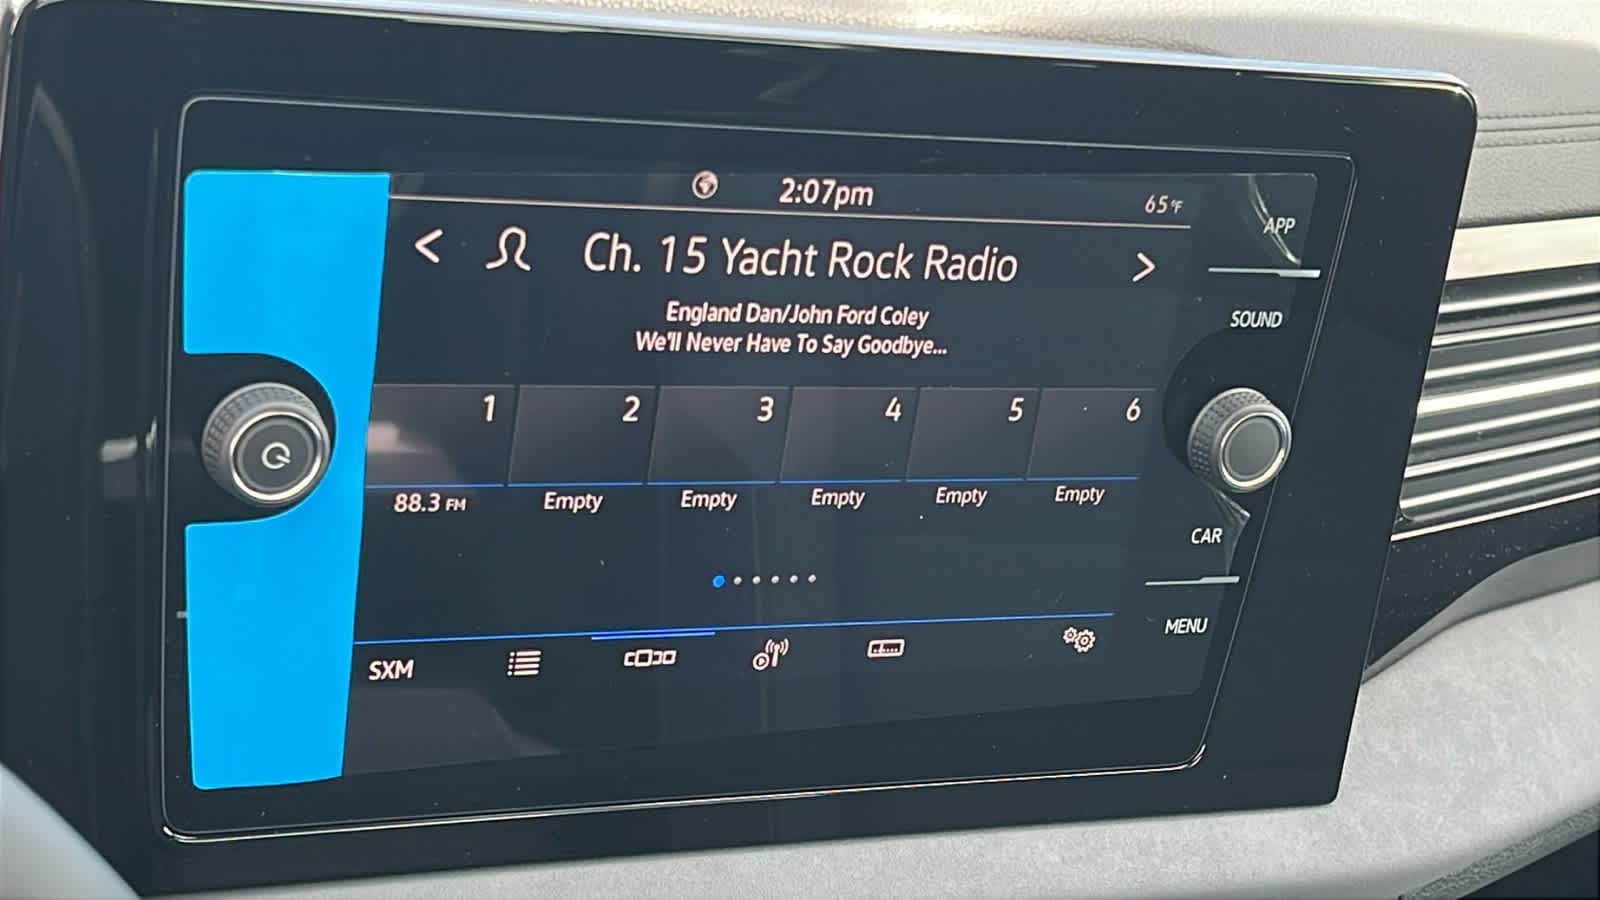 2:07pm
65°F
APP
< Ch. 15 Yacht Rock Radio >
SOUND
England Dan/John Ford Coley
We'll Never Have To Say Goodbye...
1 2 3 4 5 6
88.3 FM Empty Empty Empty Empty Empty
CAR
MENU
SXM